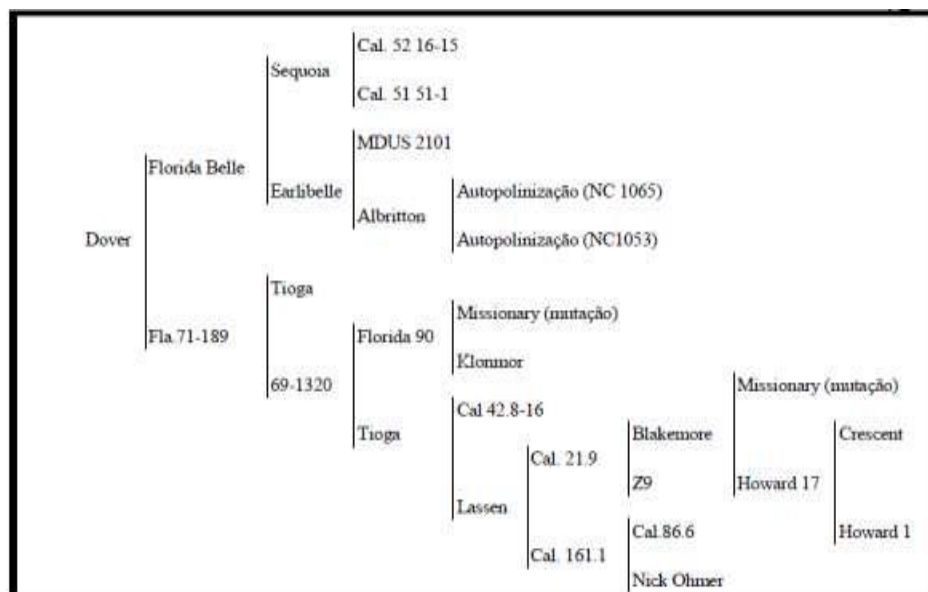 Cal. 52 16-15
Sequoia
Cal. 51 51-1
MDUS 2101
Florida Belle
Earlibelle
Autopolinização (NC 1065)
Albritton
Dover
Autopolinização (NC1053)
Tioga
Missionary (mutação)
Fla.71-189
Florida 90
Klonmor
69-1320
Missionary (mutação)
Cal 42.8-16
Tioga
Blakemore
Crescent
Cal. 21.9
Z9
Howard 17
Lassen
Cal.86.6
Howard 1
Cal. 161.1
Nick Ohmer